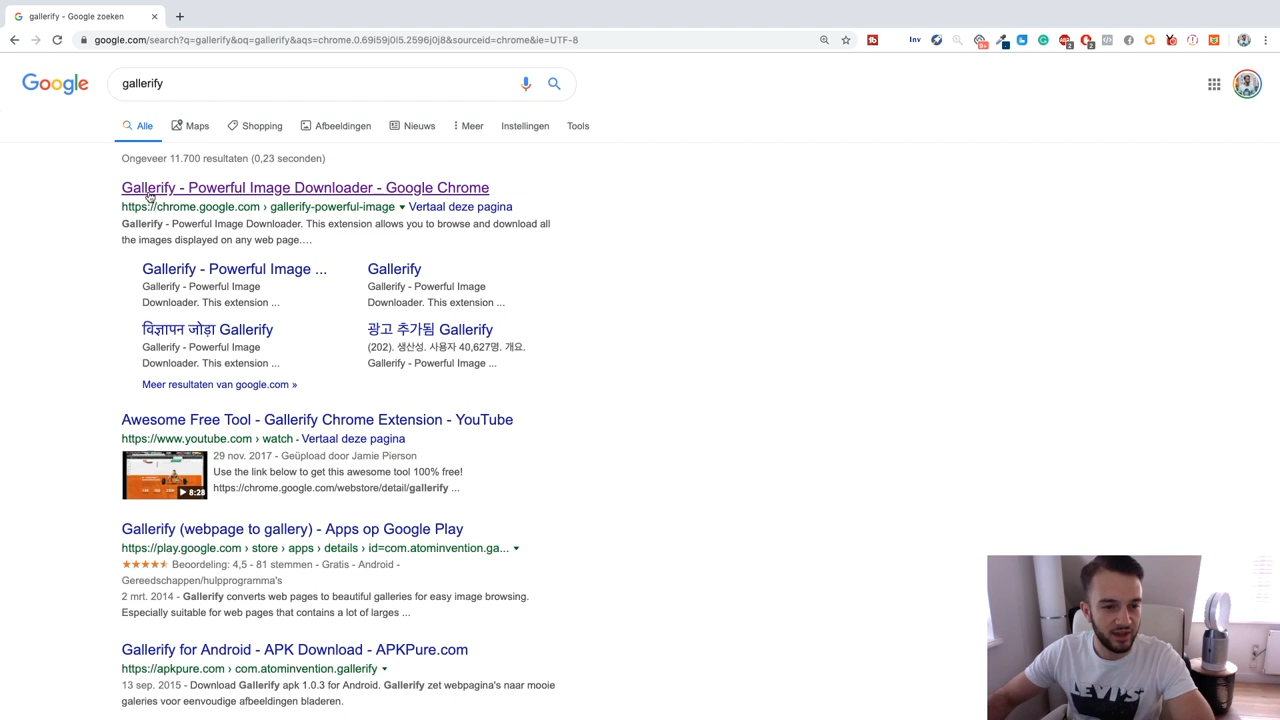 gallerify - Google zoeken
google.com/search?q=gallerify&oq=gallerify&aqs=chrome.0.69i59j0l5.2596j0j8&sourceid=chrome&ie=UTF-8
Inv
Google
gallerify
Alle Maps Shopping Afbeeldingen Nieuws Meer Instellingen Tools
Ongeveer 11.700 resultaten (0,23 seconden)
Gallerify - Powerful Image Downloader - Google Chrome
https://chrome.google.com › gallerify-powerful-image ▾ Vertaal deze pagina
Gallerify - Powerful Image Downloader. This extension allows you to browse and download all
the images displayed on any web page....
Gallerify - Powerful Image ...
Gallerify - Powerful Image
Downloader. This extension ...
Gallerify
Gallerify - Powerful Image
Downloader. This extension ...
विज्ञापन जोड़ा Gallerify
Gallerify - Powerful Image
Downloader. This extension ...
광고 추가됨 Gallerify
(202). 생산성. 사용자 40,627명. 개요.
Gallerify - Powerful Image ...
Meer resultaten van google.com »
Awesome Free Tool - Gallerify Chrome Extension - YouTube
https://www.youtube.com › watch - Vertaal deze pagina
8:28
29 nov. 2017 - Geüpload door Jamie Pierson
Use the link below to get this awesome tool 100% free!
https://chrome.google.com/webstore/detail/gallerify ...
Gallerify (webpage to gallery) - Apps op Google Play
https://play.google.com › store › apps › details › id=com.atominvention.ga... ▾
Beoordeling: 4,5 - 81 stemmen - Gratis - Android -
Gereedschappen/hulpprogramma's
2 mrt. 2014 - Gallerify converts web pages to beautiful galleries for easy image browsing.
Especially suitable for web pages that contains a lot of larges ...
Gallerify for Android - APK Download - APKPure.com
https://apkpure.com › com.atominvention.gallerify ▾
13 sep. 2015 - Download Gallerify apk 1.0.3 for Android. Gallerify zet webpagina's naar mooie
galeries voor eenvoudige afbeeldingen bladeren.
LEVI'S